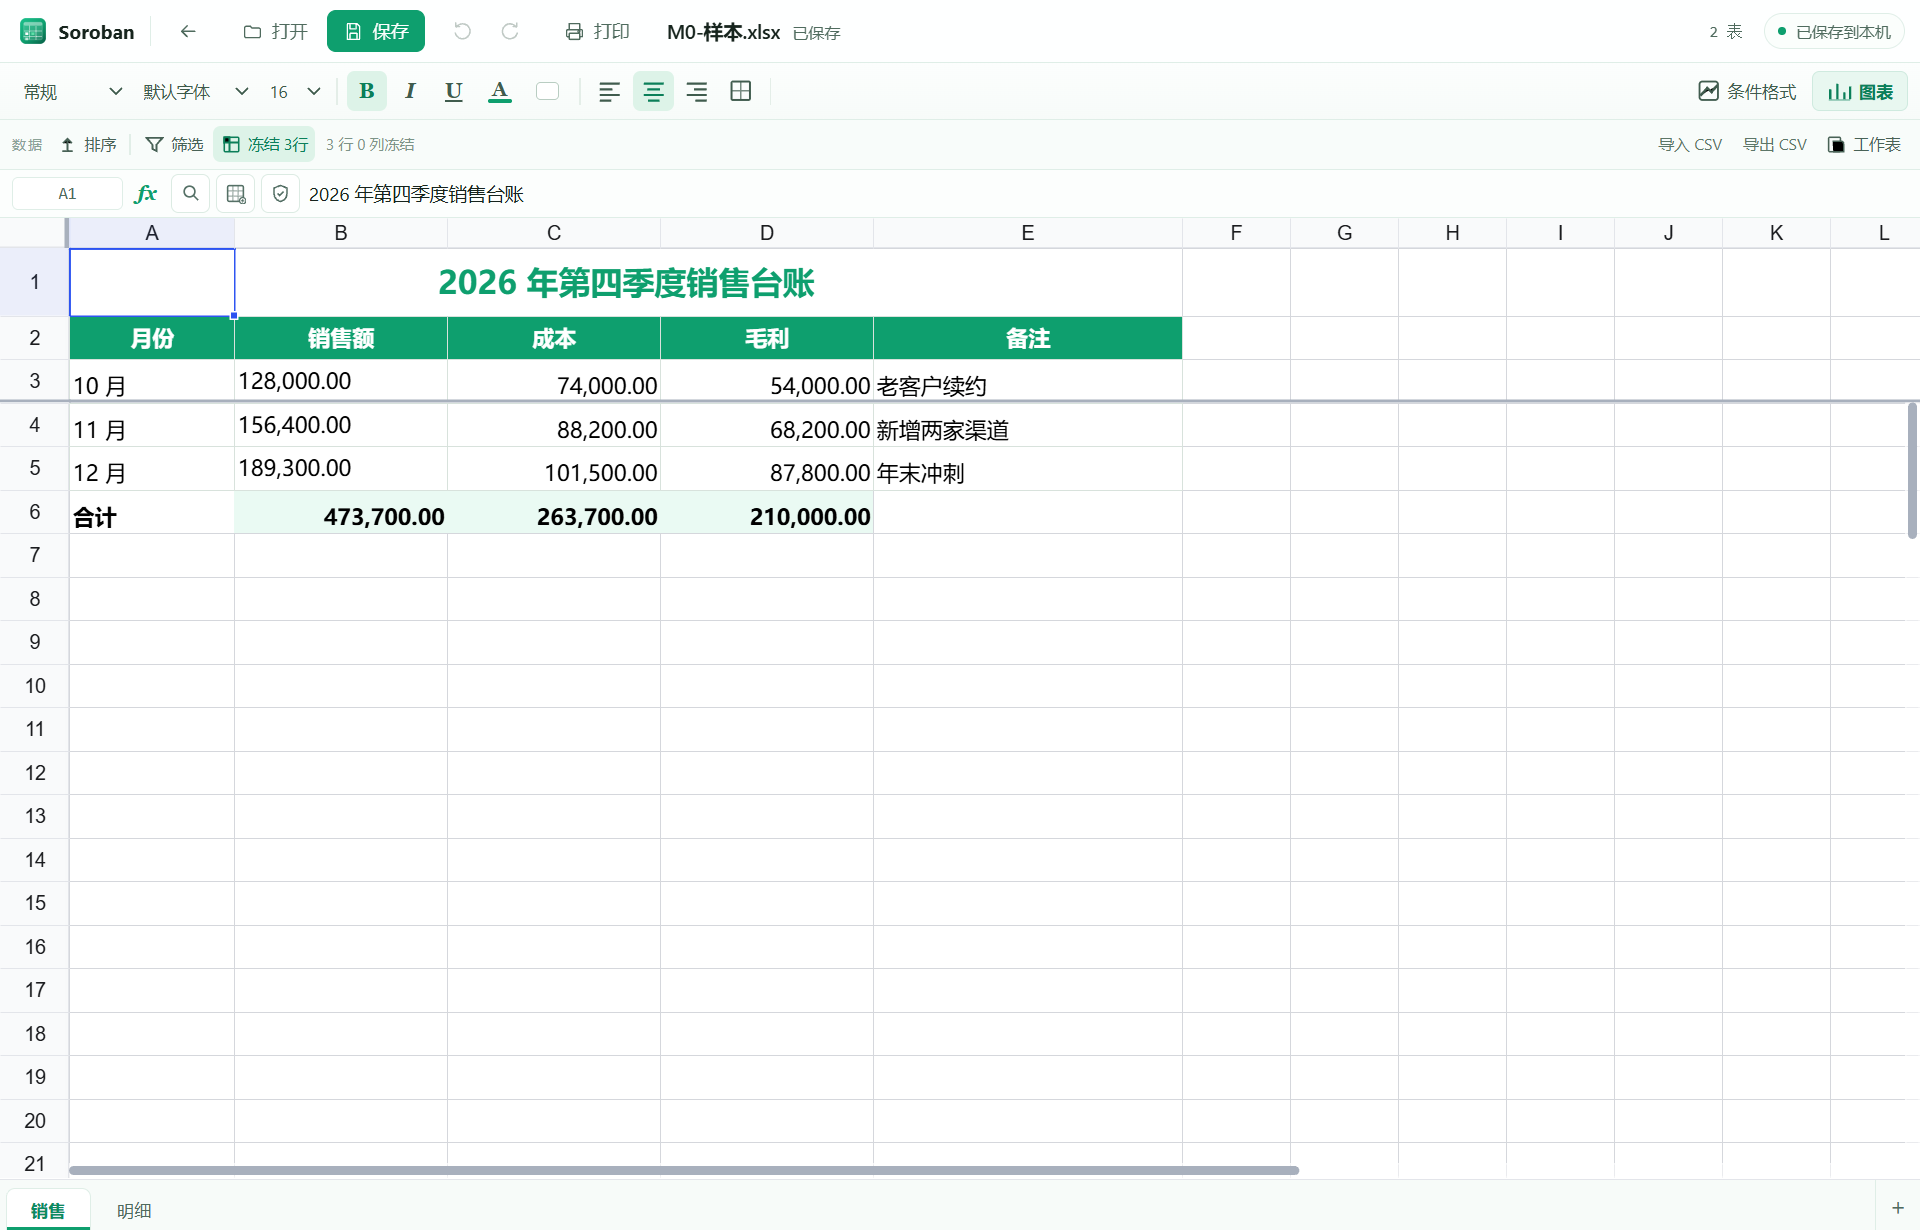 Soroban 打开 保存 打印 M0-样本.xlsx 已保存 2 表 已保存到本机
常规 默认字体 16 B I U A 条件格式 图表
数据 排序 筛选 冻结 3行 3 行 0 列冻结 导入 CSV 导出 CSV 工作表
A1 fx 2026 年第四季度销售台账
A B C D E F G H I J K L
1 2026 年第四季度销售台账
2 月份 销售额 成本 毛利 备注
3 10 月 128,000.00 74,000.00 54,000.00 老客户续约
4 11 月 156,400.00 88,200.00 68,200.00 新增两家渠道
5 12 月 189,300.00 101,500.00 87,800.00 年末冲刺
6 合计 473,700.00 263,700.00 210,000.00
7
8
9
10
11
12
13
14
15
16
17
18
19
20
21
销售 明细 +